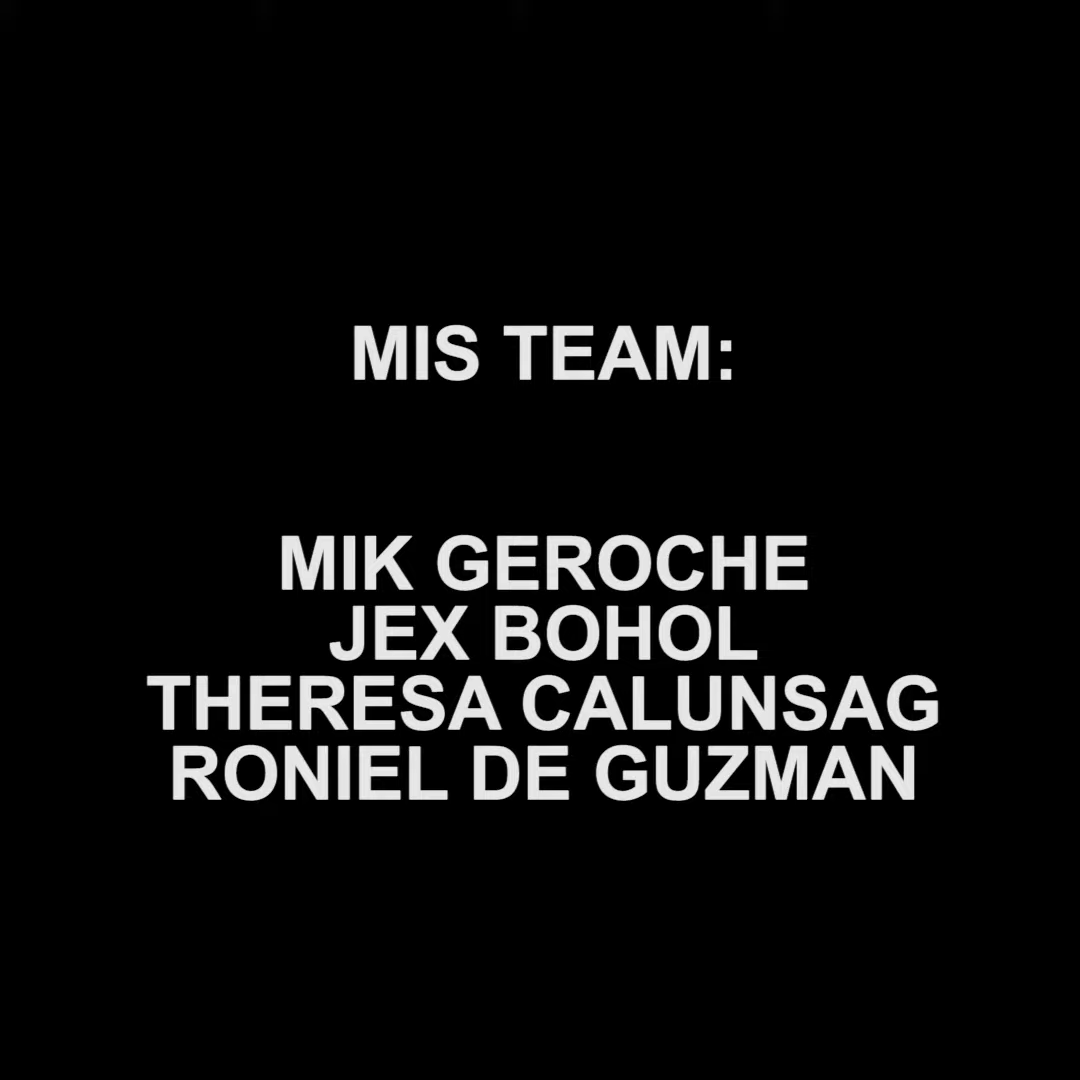 MIS TEAM:
MIK GEROCHE
JEX BOHOL
THERESA CALUNSAG
RONIEL DE GUZMAN